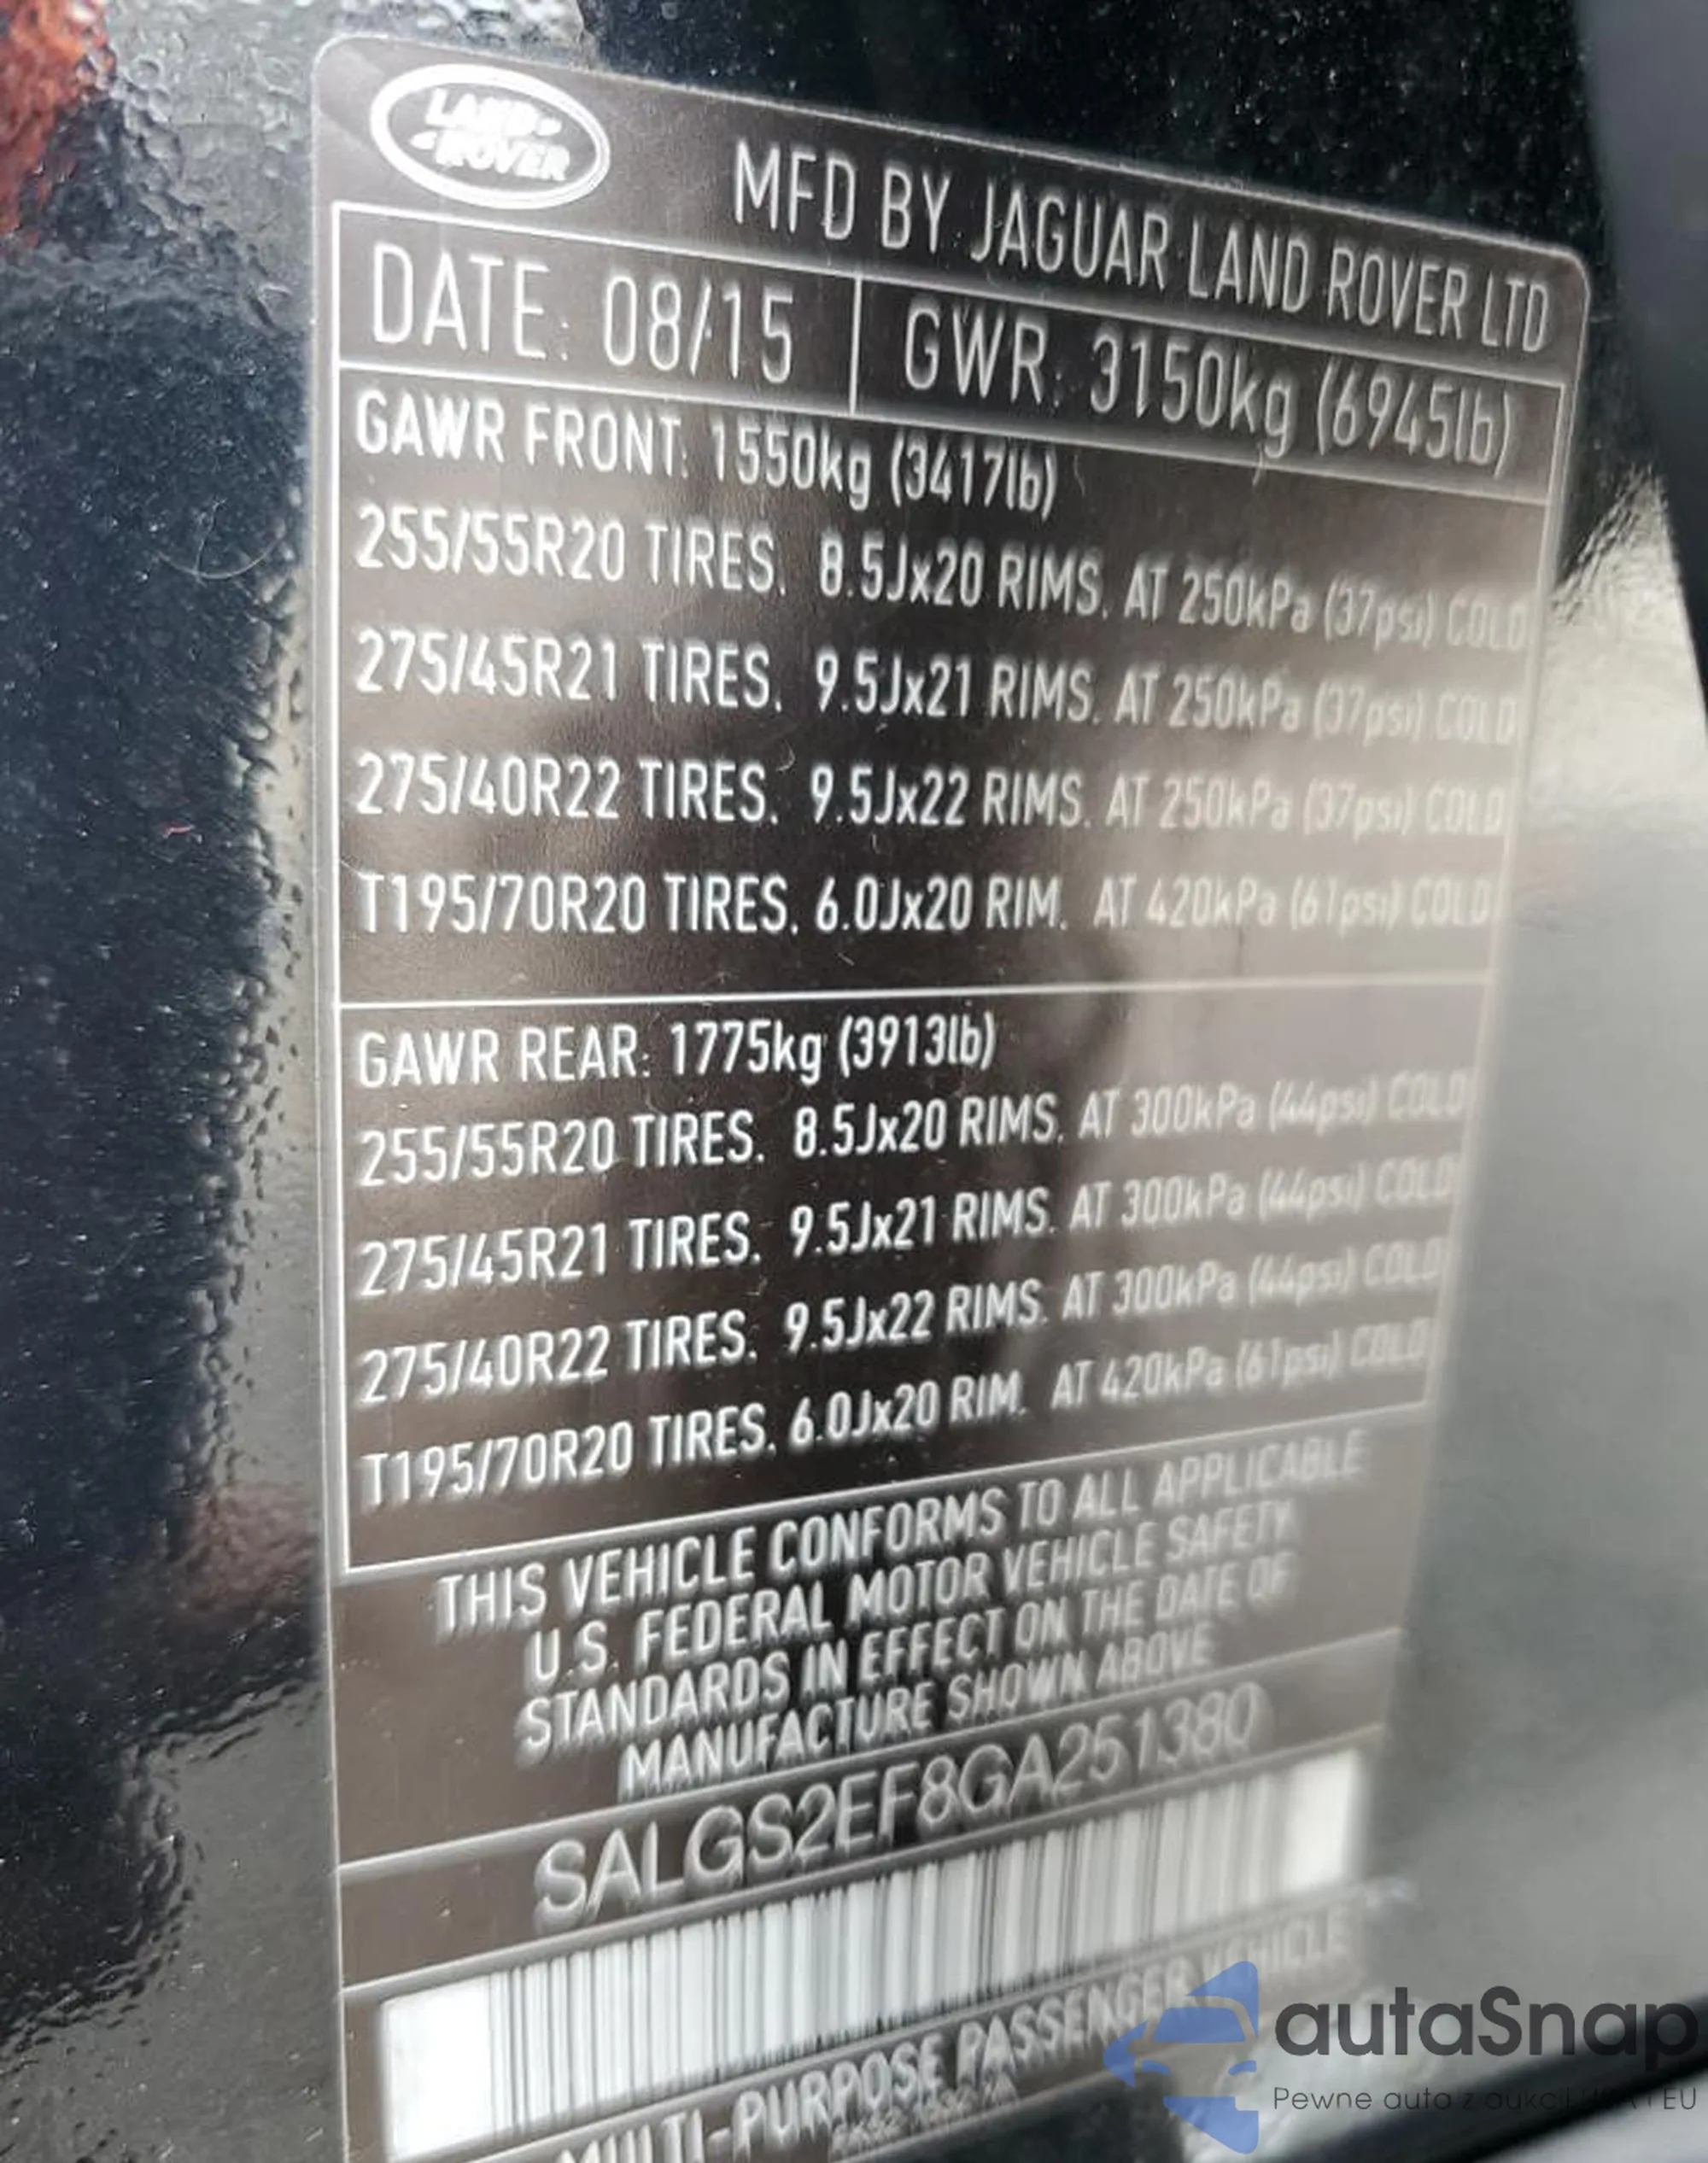 LAND-
-ROVER
MFD BY JAGUAR LAND ROVER LTD
DATE: 08/15
GWR: 3150kg (6945lb)
GAWR FRONT: 1550kg (3417lb)
255/55R20 TIRES. 8.5Jx20 RIMS. AT 250kPa (37psi) COLD
275/45R21 TIRES. 9.5Jx21 RIMS. AT 250kPa (37psi) COLD
275/40R22 TIRES. 9.5Jx22 RIMS. AT 250kPa (37psi) COLD
T195/70R20 TIRES. 6.0Jx20 RIM. AT 420kPa (61psi) COLD
GAWR REAR: 1775kg (3913lb)
255/55R20 TIRES. 8.5Jx20 RIMS. AT 300kPa (44psi) COLD
275/45R21 TIRES. 9.5Jx21 RIMS. AT 300kPa (44psi) COLD
275/40R22 TIRES. 9.5Jx22 RIMS. AT 300kPa (44psi) COLD
T195/70R20 TIRES. 6.0Jx20 RIM. AT 420kPa (61psi) COLD
THIS VEHICLE CONFORMS TO ALL APPLICABLE
U.S. FEDERAL MOTOR VEHICLE SAFETY
STANDARDS IN EFFECT ON THE DATE OF
MANUFACTURE SHOWN ABOVE
SALGS2EF8GA251380
MULTI-PURPOSE PASSENGER VEHICLE
autaSnap
Pewne auta z aukcji EU